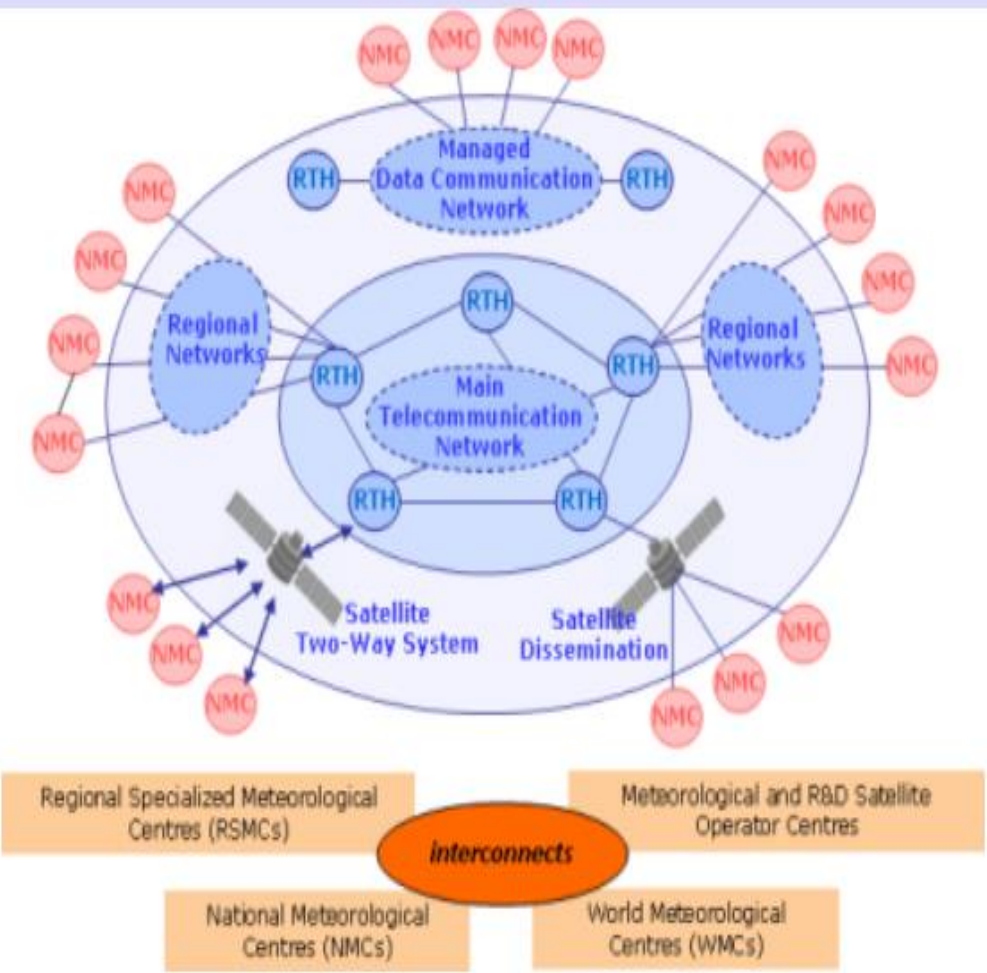 NMC
NMC
NMC
NMC
Managed
Data Communication
Network
RTH
RTH
NMC
NMC
NMC
NMC
NMC
NMC
NMC
NMC
Regional
Networks
Regional
Networks
RTH
RTH
RTH
Main
Telecommunication
Network
RTH
RTH
Satellite
Two-Way System
Satellite
Dissemination
NMC
NMC
NMC
NMC
NMC
NMC
Regional Specialized Meteorological
Centres (RSMCs)
Meteorological and R&D Satellite
Operator Centres
interconnects
National Meteorological
Centres (NMCs)
World Meteorological
Centres (WMCs)